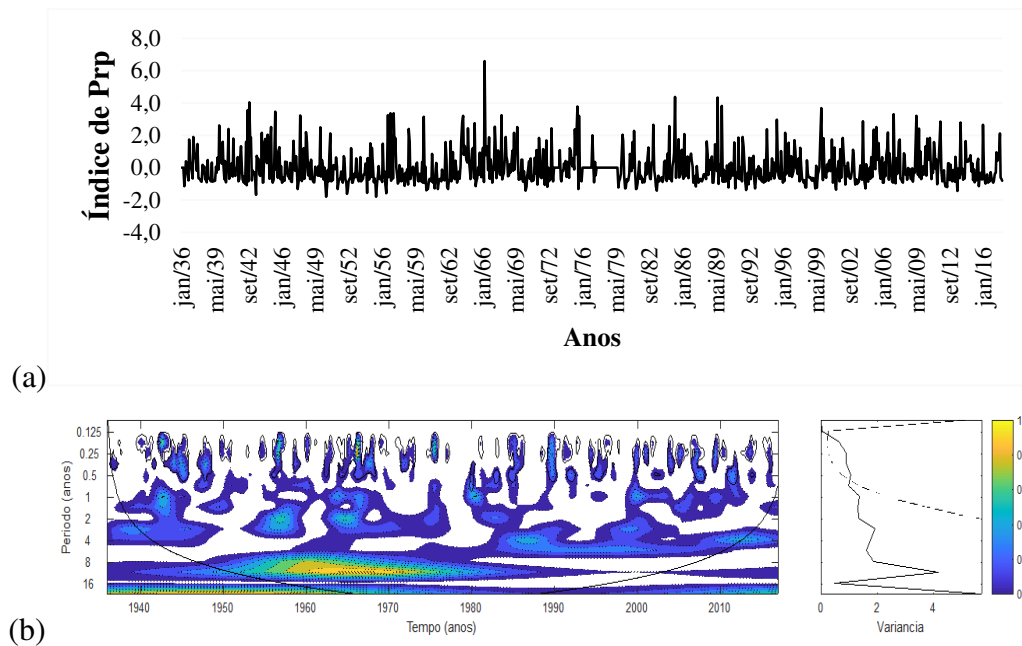 Índice de Prp
8,0
6,0
4,0
2,0
0,0
-2,0
-4,0
jan/36
mai/39
set/42
jan/46
mai/49
set/52
jan/56
mai/59
set/62
jan/66
mai/69
set/72
jan/76
mai/79
set/82
jan/86
mai/89
set/92
jan/96
mai/99
set/02
jan/06
mai/09
set/12
jan/16
Anos
(a)
Periodo (anos)
0.125
0.25
0.5
1
2
4
8
16
1940 1950 1960 1970 1980 1990 2000 2010
Tempo (anos)
0 2 4
Variancia
1
0
0
0
0
0
(b)